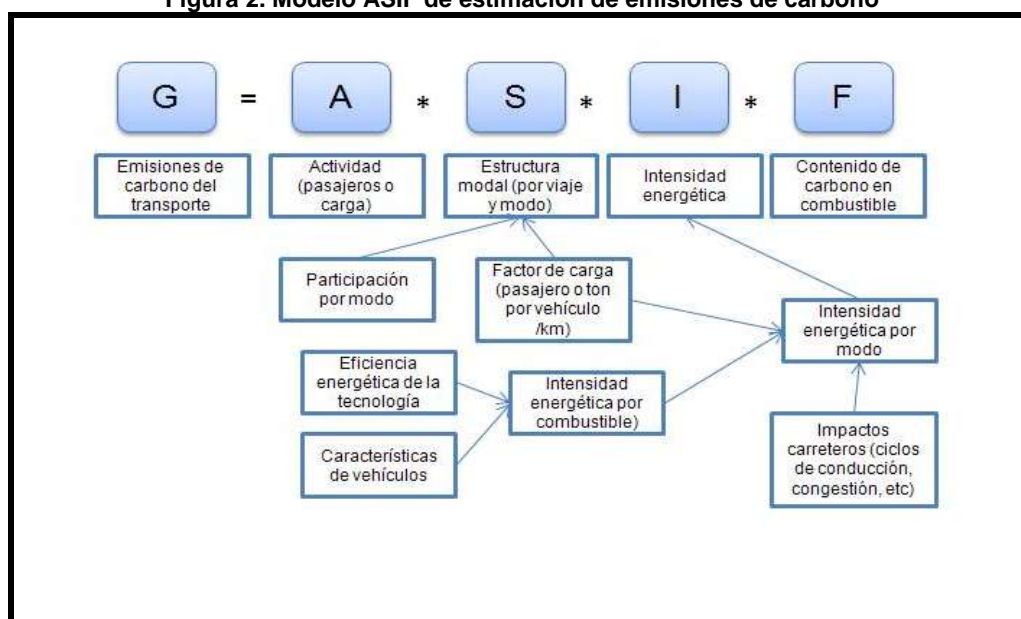 Figura 2. Modelo ASIF de estimación de emisiones de carbono
G = A * S * I * F
Emisiones de
carbono del
transporte
Actividad
(pasajeros o
carga)
Estructura
modal (por viaje
y modo)
Intensidad
energética
Contenido de
carbono en
combustible
Participación
por modo
Factor de carga
(pasajero o ton
por vehículo
/km)
Intensidad
energética por
modo
Eficiencia
energética de la
tecnología
Intensidad
energética por
combustible)
Características
de vehículos
Impactos
carreteros (ciclos
de conducción,
congestión, etc)